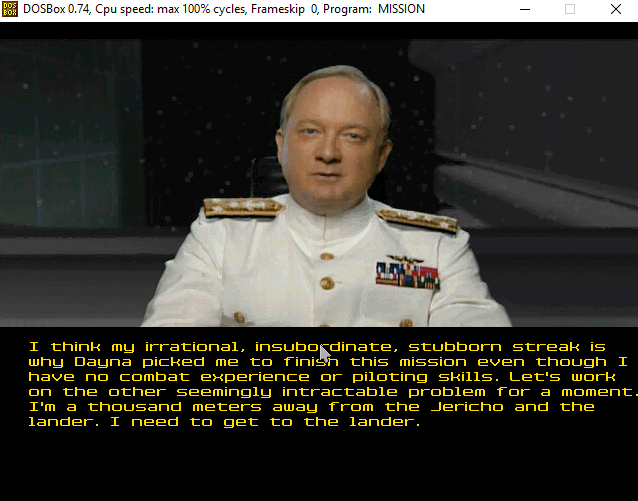 DOSBox 0.74, Cpu speed: max 100% cycles, Frameskip 0, Program: MISSION
DOS
BOX
I think my irrational, insubordinate, stubborn streak is
why Dayna picked me to finish this mission even though I
have no combat experience or piloting skills. Let's work
on the other seemingly intractable problem for a moment.
I'm a thousand meters away from the Jericho and the
lander. I need to get to the lander.